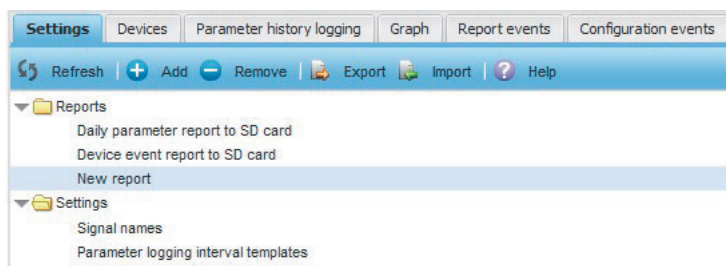 Settings Devices Parameter history logging Graph Report events Configuration events
Refresh Add Remove Export Import Help
Reports
Daily parameter report to SD card
Device event report to SD card
New report
Settings
Signal names
Parameter logging interval templates